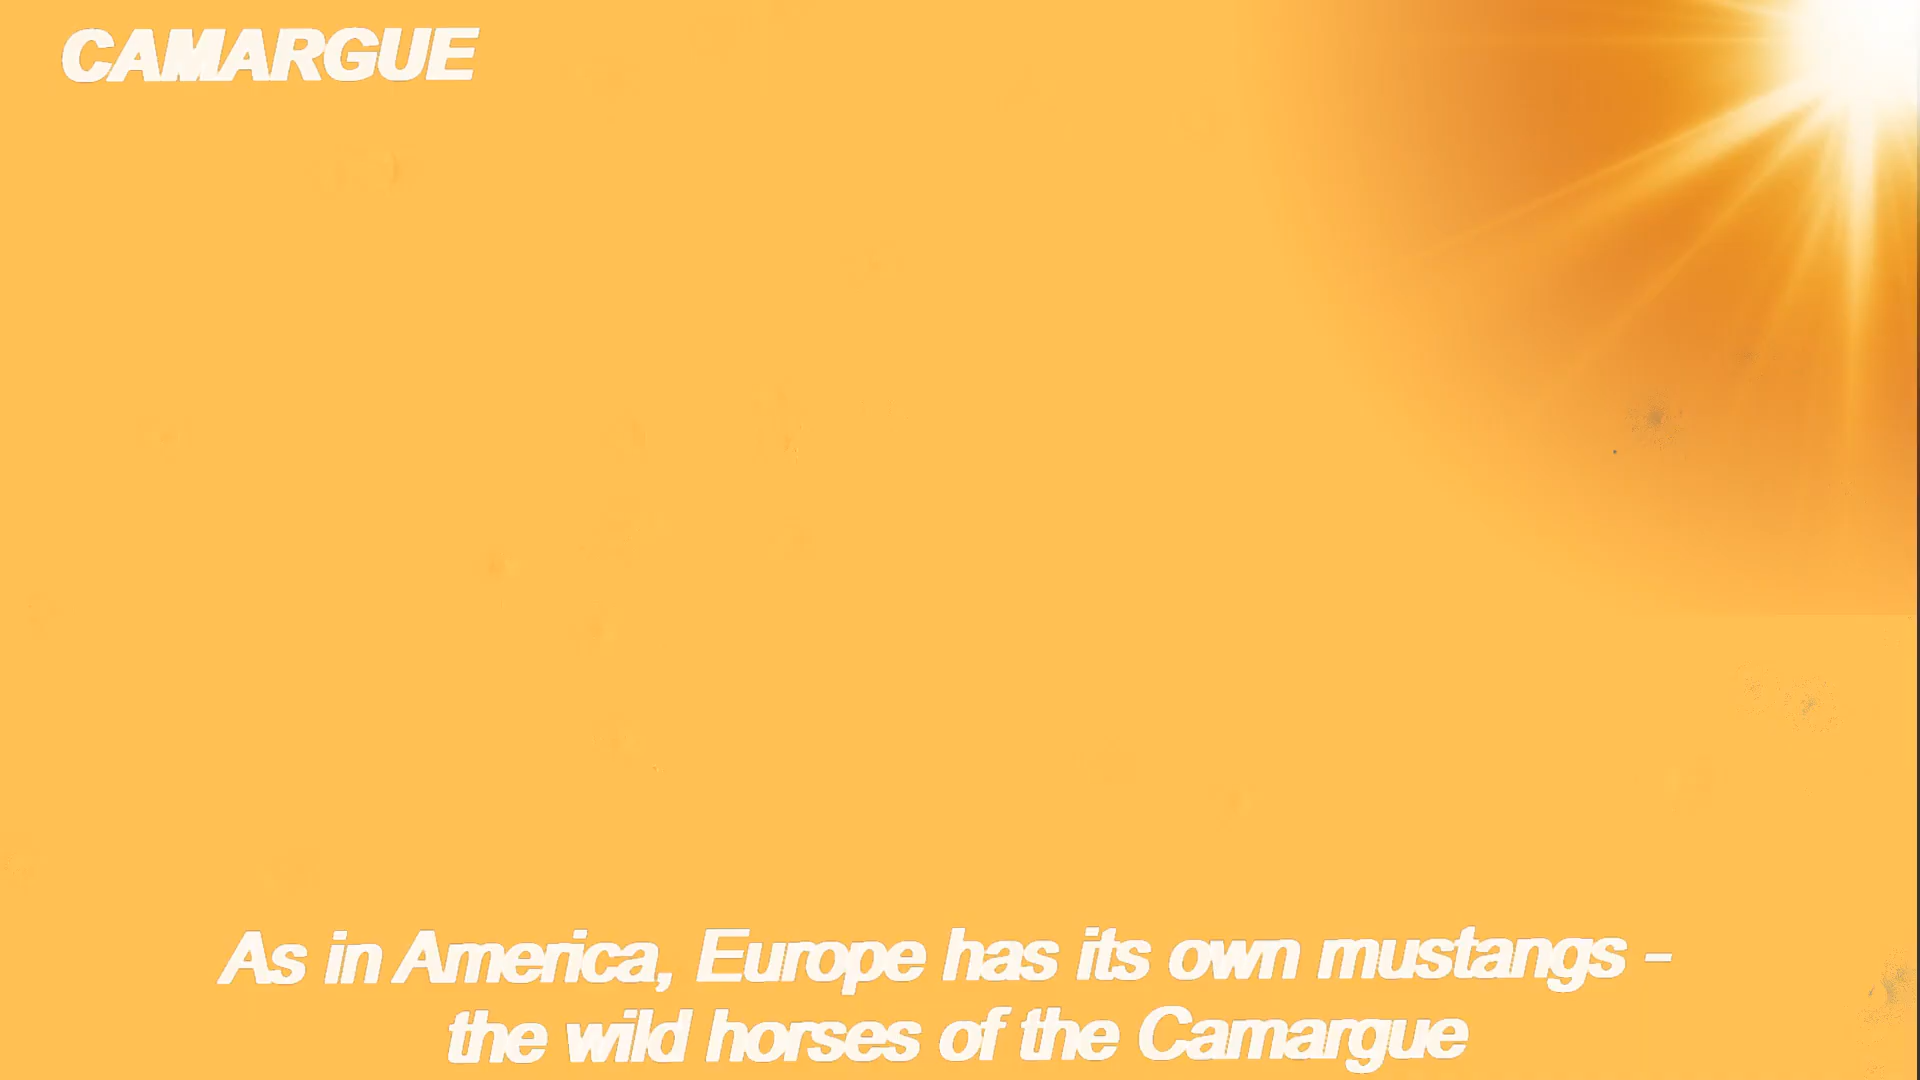 CAMARGUE
As in America, Europe has its own mustangs -
the wild horses of the Camargue